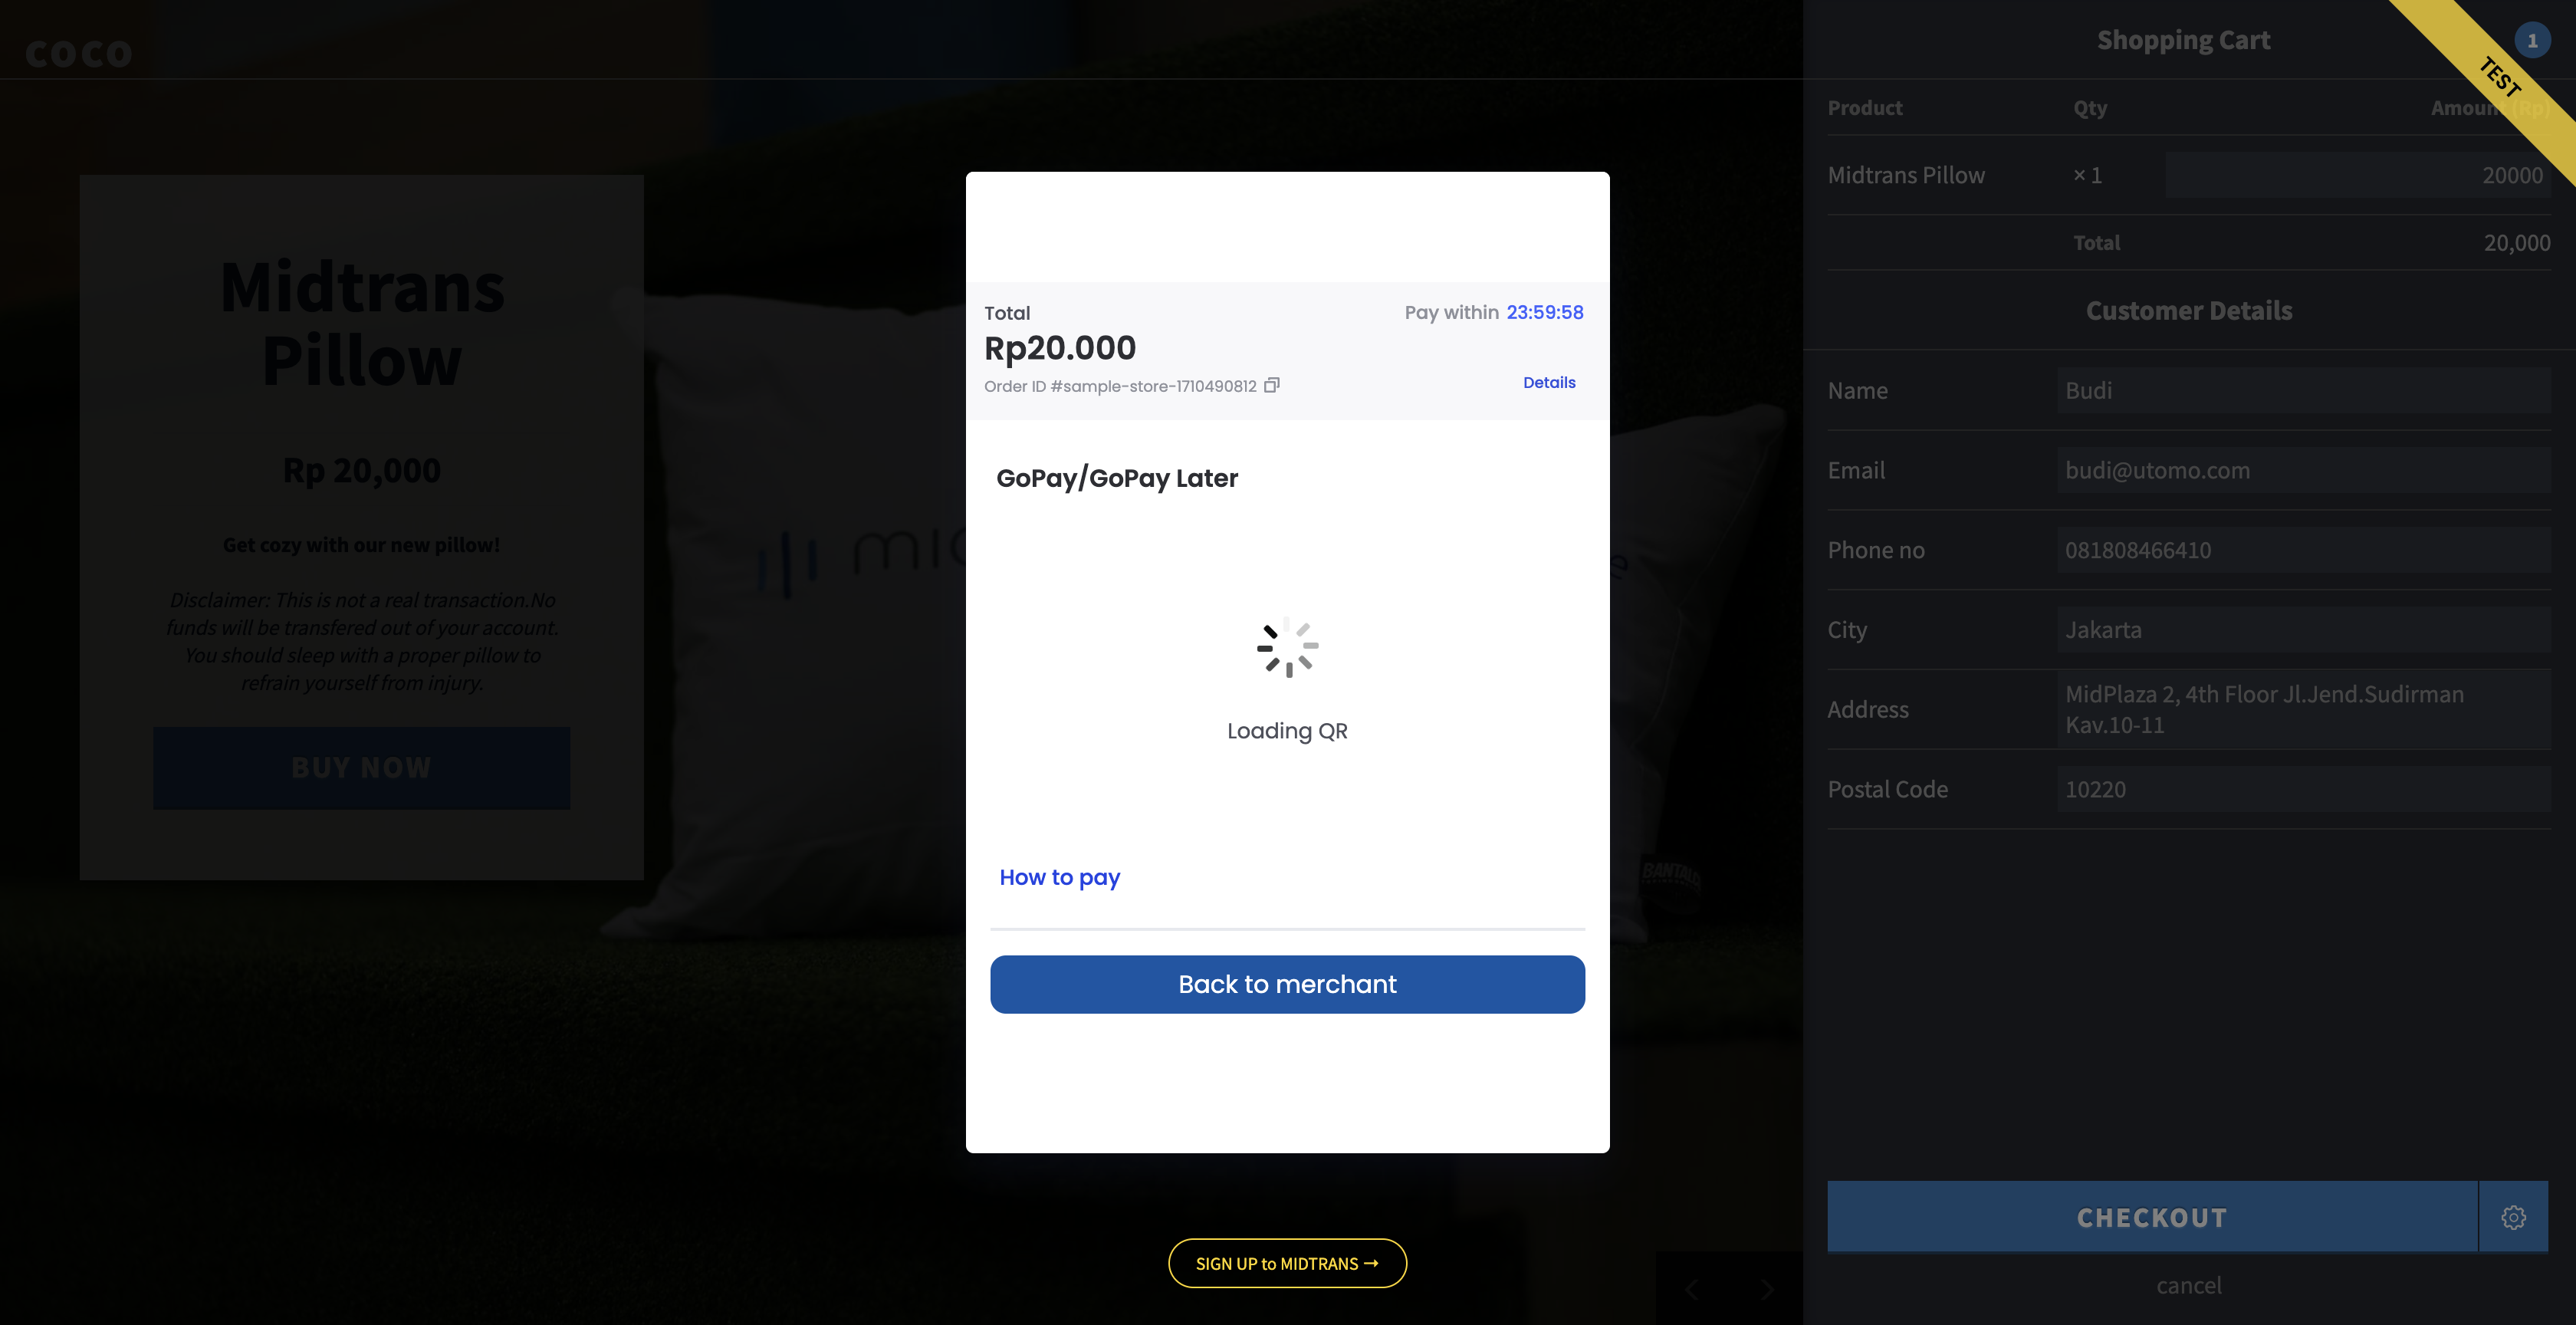 coco
Midtrans
Pillow
Rp 20,000
Get cozy with our new pillow!
Disclaimer: This is not a real transaction.No
funds will be transfered out of your account.
You should sleep with a proper pillow to
refrain yourself from injury.
BUY NOW
MID
Total
Pay within 23:59:58
Rp20.000
Order ID #sample-store-1710490812
Details
GoPay/GoPay Later
Loading QR
How to pay
Back to merchant
SIGN UP to MIDTRANS →
Shopping Cart
1
TEST
Product Qty Amount (Rp)
Midtrans Pillow × 1 20000
Total 20,000
Customer Details
Name Budi
Email budi@utomo.com
Phone no 081808466410
City Jakarta
Address MidPlaza 2, 4th Floor Jl.Jend.Sudirman
Kav.10-11
Postal Code 10220
CHECKOUT
cancel